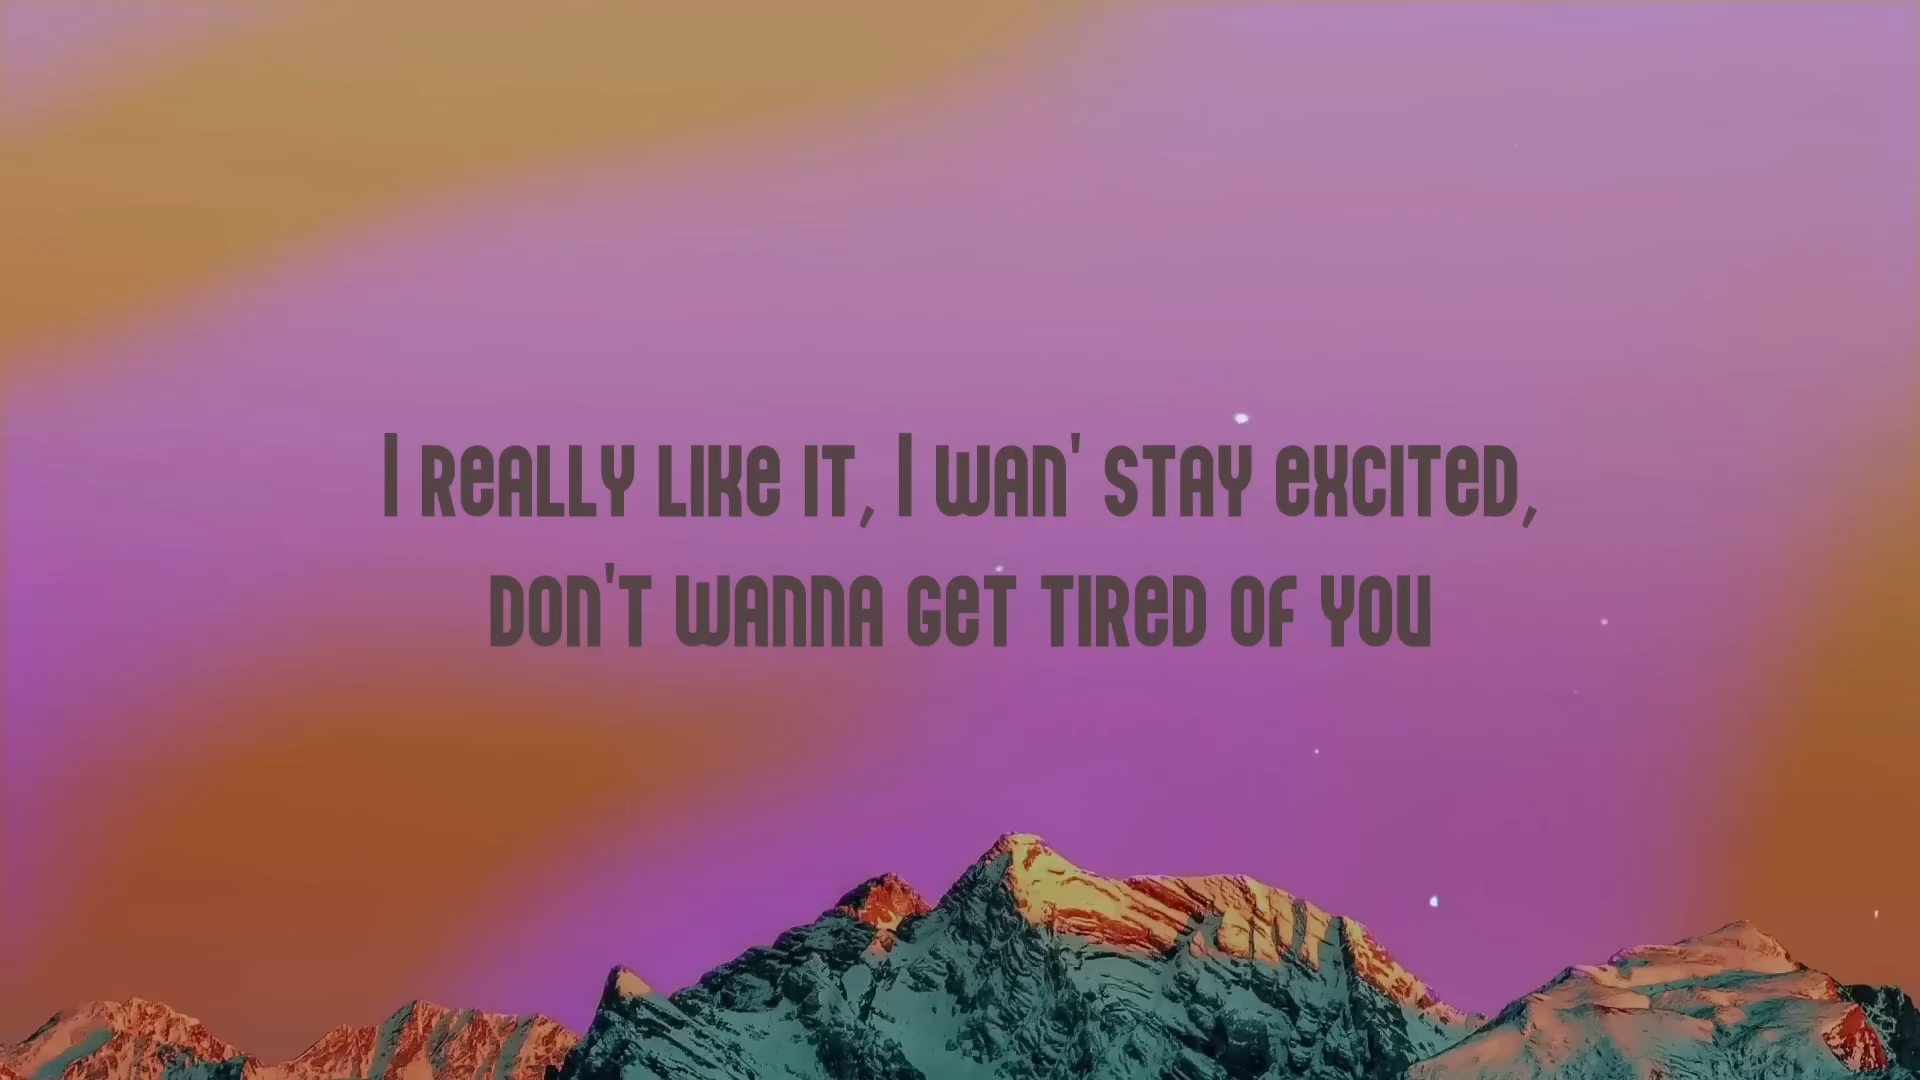 I really like it, I wan' stay excited,
don't wanna get tired of you